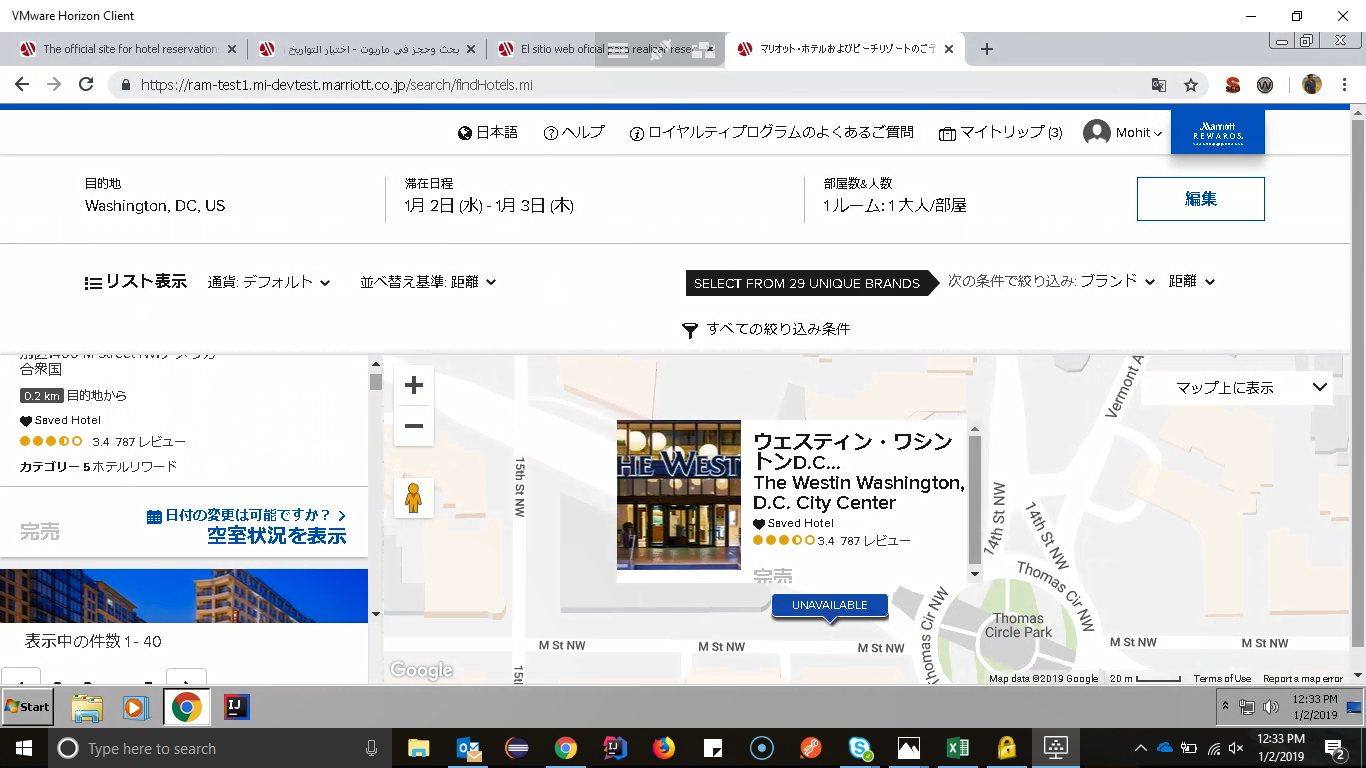 VMware Horizon Client
The official site for hotel reservation
بحث وحجز في ماريوت - اختيار التواريخ
El sitio web oficial para realizar rese
マリオット・ホテルおよびビーチリゾートのご予
https://ram-test1.mi-devtest.marriott.co.jp/search/findHotels.mi
日本語
ヘルプ
ロイヤルティプログラムのよくあるご質問
マイトリップ (3)
Mohit
Marriott
REWARDS.
目的地
Washington, DC, US
滞在日程
1月 2日 (水) - 1月 3日 (木)
部屋数&人数
1 ルーム: 1 大人/部屋
編集
リスト表示
通貨: デフォルト
並べ替え基準: 距離
SELECT FROM 29 UNIQUE BRANDS
次の条件で絞り込み: ブランド
距離
すべての絞り込み条件
合衆国
0.2 km 目的地から
Saved Hotel
3.4 787 レビュー
カテゴリー 5 ホテルリワード
完売
日付の変更は可能ですか？
空室状況を表示
表示中の件数 1 - 40
マップ上に表示
THE WEST
ウェスティン・ワシン
トンD.C...
The Westin Washington,
D.C. City Center
Saved Hotel
3.4 787 レビュー
完売
UNAVAILABLE
15th St NW
15th
14th St NW
14th St NW
Vermont A
Thomas Cir NW
Thomas Cir NW
Thomas
Circle Park
M St NW
M St NW
M St NW
M St NW
M St NW
Google
Map data ©2019 Google
20 m
Terms of Use
Report a map error
Start
12:33 PM
1/2/2019
Type here to search
12:33 PM
1/2/2019
2